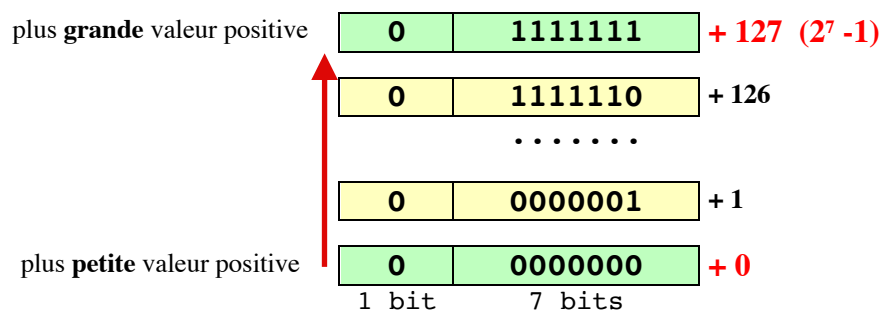 plus grande valeur positive 0 1111111 + 127 (2⁷ -1)
0 1111110 + 126
.......
0 0000001 + 1
plus petite valeur positive 0 0000000 + 0
1 bit 7 bits